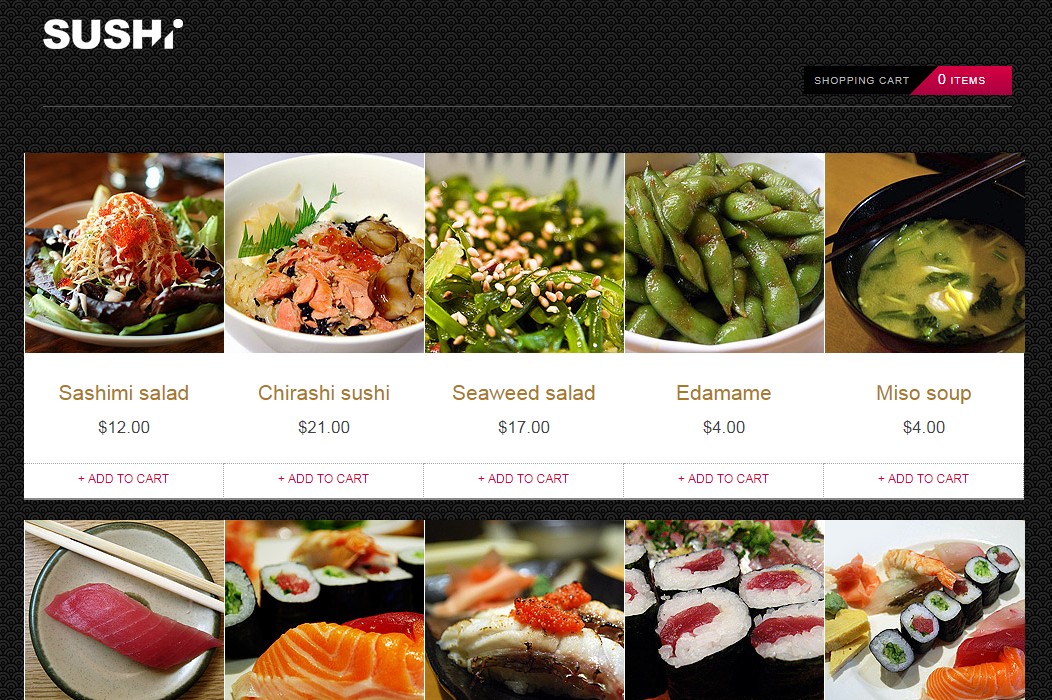 SUSHi
SHOPPING CART 0 ITEMS
Sashimi salad Chirashi sushi Seaweed salad Edamame Miso soup
$12.00 $21.00 $17.00 $4.00 $4.00
+ ADD TO CART + ADD TO CART + ADD TO CART + ADD TO CART + ADD TO CART